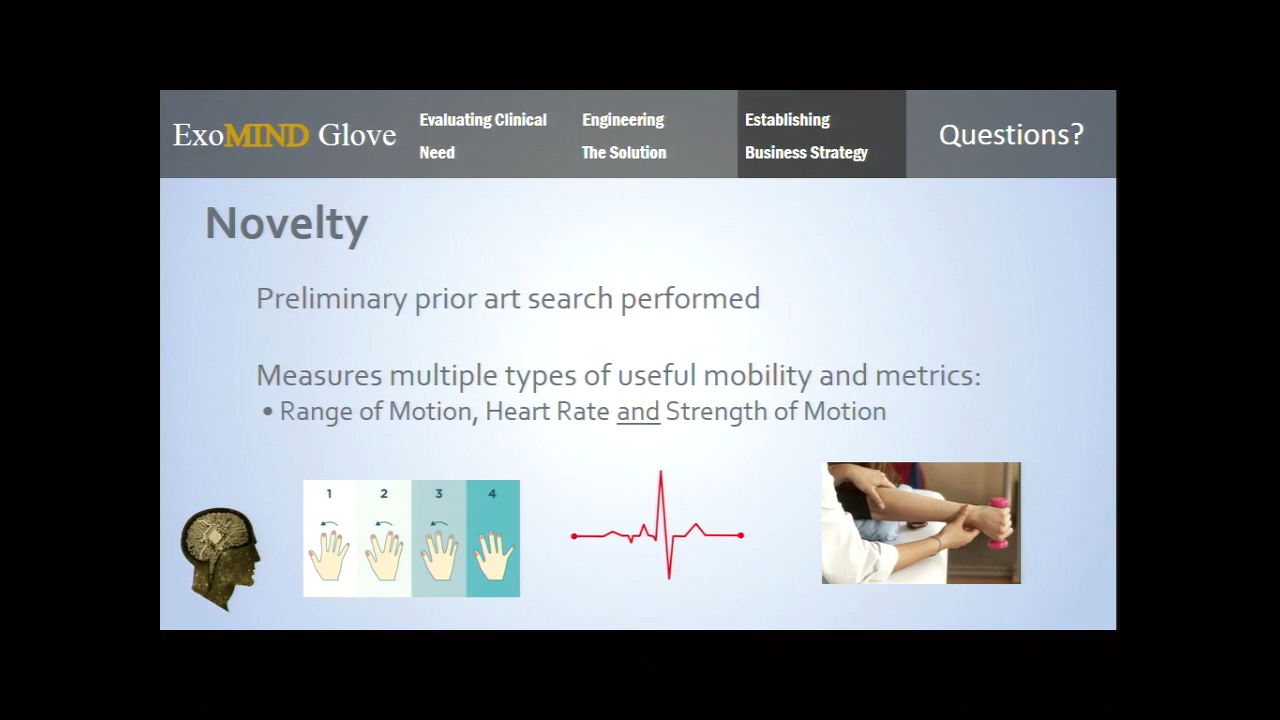 ExoMIND Glove
Evaluating Clinical
Need
Engineering
The Solution
Establishing
Business Strategy
Questions?
Novelty
Preliminary prior art search performed
Measures multiple types of useful mobility and metrics:
• Range of Motion, Heart Rate and Strength of Motion
1 2 3 4